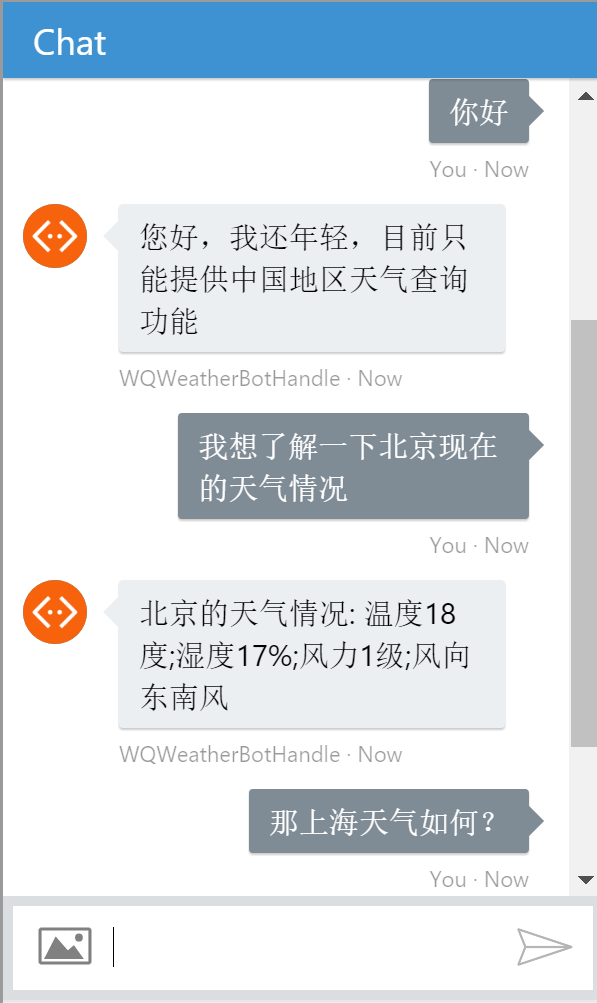 Chat
你好
You · Now
您好，我还年轻，目前只
能提供中国地区天气查询
功能
WQWeatherBotHandle · Now
我想了解一下北京现在
的天气情况
You · Now
北京的天气情况: 温度18
度;湿度17%;风力1级;风向
东南风
WQWeatherBotHandle · Now
那上海天气如何？
You · Now